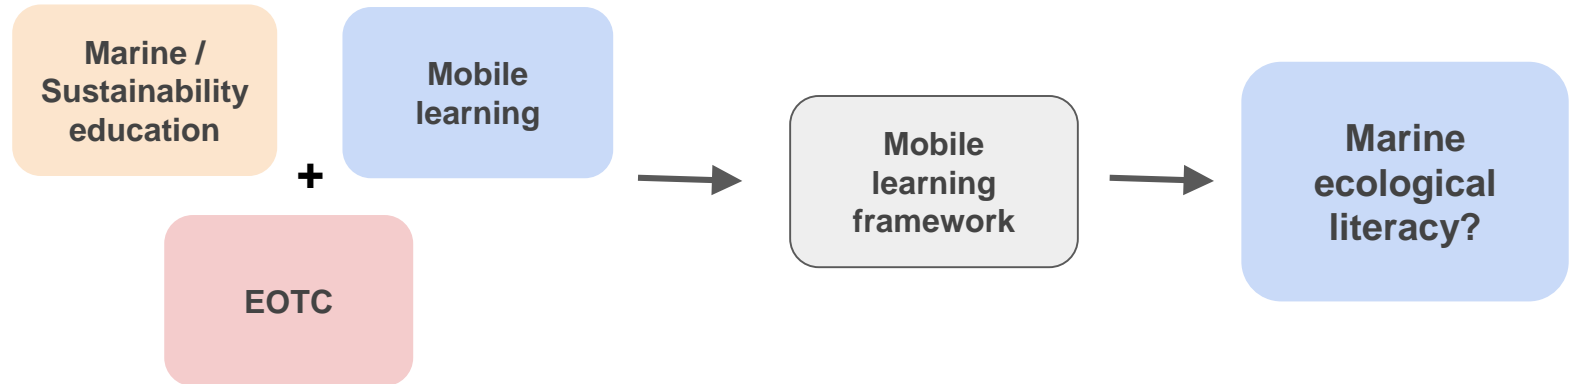 Marine /
Sustainability
education
Mobile
learning
+
EOTC
Mobile
learning
framework
Marine
ecological
literacy?